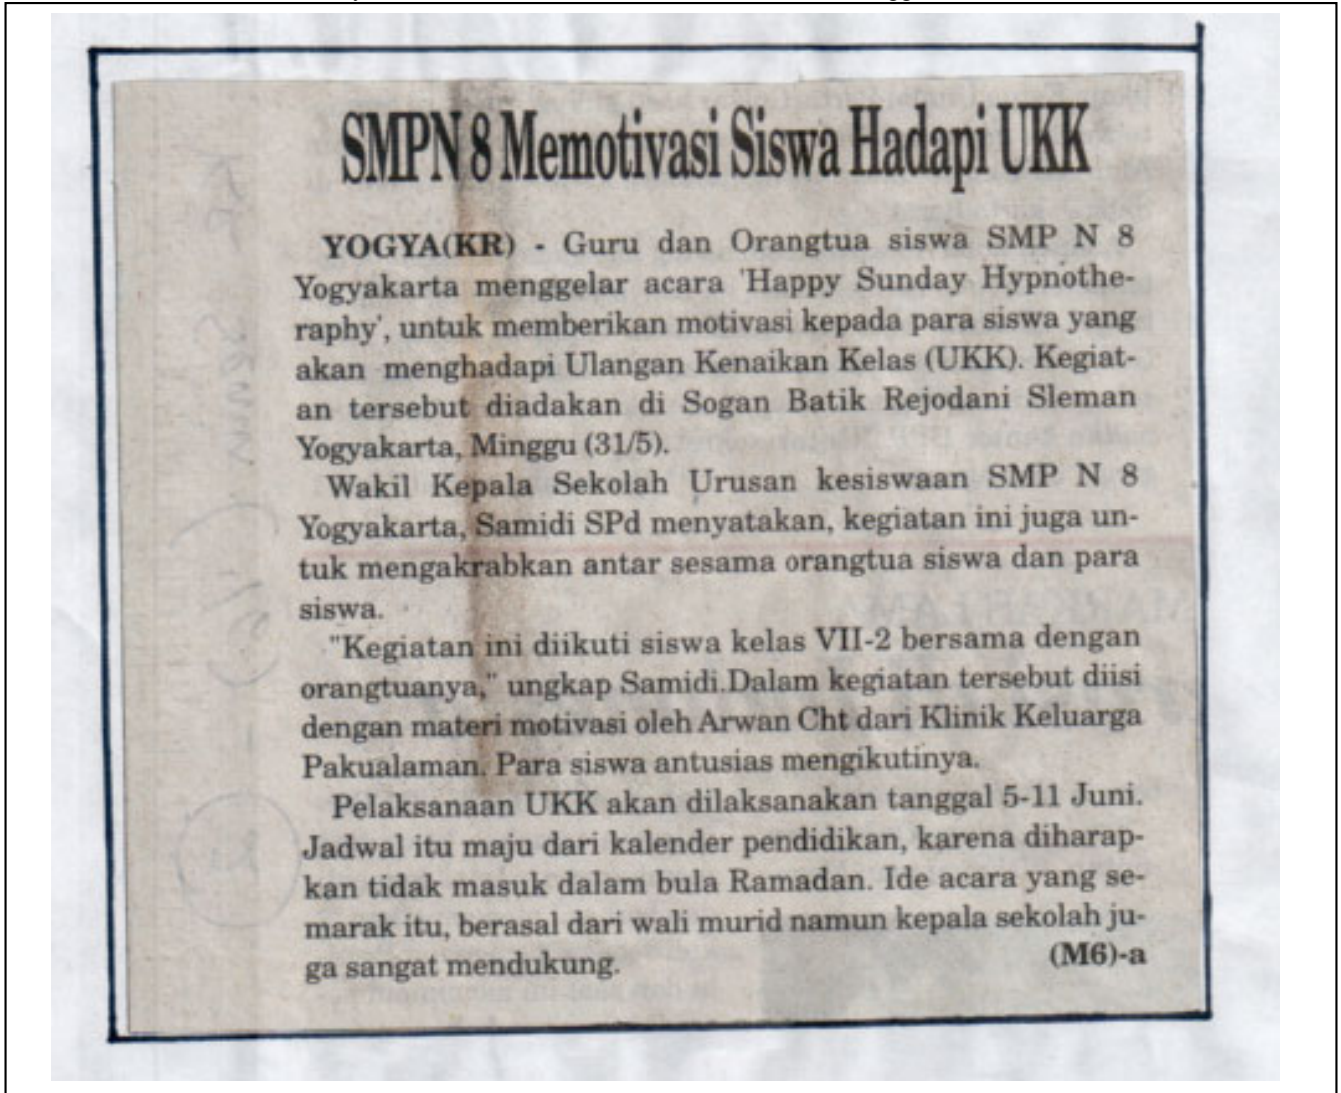 SMPN 8 Memotivasi Siswa Hadapi UKK
YOGYA(KR) - Guru dan Orangtua siswa SMP N 8
Yogyakarta menggelar acara 'Happy Sunday Hypnothe-
raphy', untuk memberikan motivasi kepada para siswa yang
akan menghadapi Ulangan Kenaikan Kelas (UKK). Kegiat-
an tersebut diadakan di Sogan Batik Rejodani Sleman
Yogyakarta, Minggu (31/5).
Wakil Kepala Sekolah Urusan kesiswaan SMP N 8
Yogyakarta, Samidi SPd menyatakan, kegiatan ini juga un-
tuk mengakrabkan antar sesama orangtua siswa dan para
siswa.
"Kegiatan ini diikuti siswa kelas VII-2 bersama dengan
orangtuanya," ungkap Samidi.Dalam kegiatan tersebut diisi
dengan materi motivasi oleh Arwan Cht dari Klinik Keluarga
Pakualaman. Para siswa antusias mengikutinya.
Pelaksanaan UKK akan dilaksanakan tanggal 5-11 Juni.
Jadwal itu maju dari kalender pendidikan, karena diharap-
kan tidak masuk dalam bula Ramadan. Ide acara yang se-
marak itu, berasal dari wali murid namun kepala sekolah ju-
ga sangat mendukung. (M6)-a